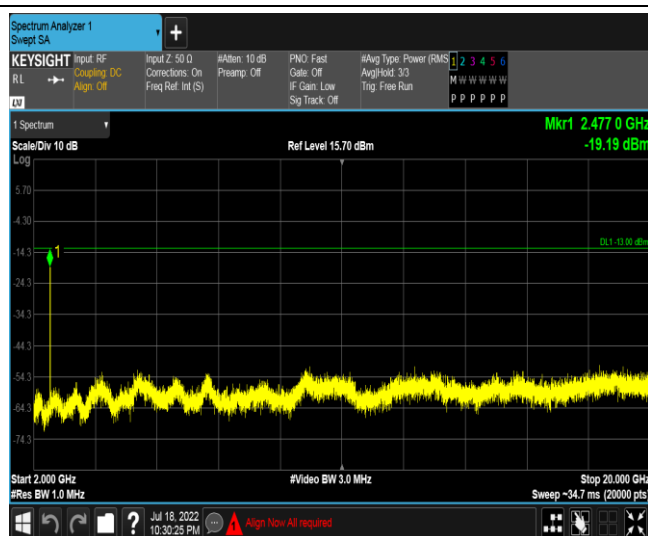 Spectrum Analyzer 1
Swept SA
+
KEYSIGHT
RL
LXI
Input: RF
Coupling: DC
Align: Off
Input Z: 50 Ω
Corrections: On
Freq Ref: Int (S)
#Atten: 10 dB
Preamp: Off
PNO: Fast
Gate: Off
IF Gain: Low
Sig Track: Off
#Avg Type: Power (RMS
Avg|Hold: 3/3
Trig: Free Run
1 2 3 4 5 6
M W W W W W
P P P P P P
1 Spectrum
Scale/Div 10 dB
Log
Ref Level 15.70 dBm
Mkr1 2.477 0 GHz
-19.19 dBm
5.70
-4.30
DL1 -13.00 dBm
1
-14.3
-24.3
-34.3
-44.3
-54.3
-64.3
-74.3
Start 2.000 GHz
#Res BW 1.0 MHz
#Video BW 3.0 MHz
Stop 20.000 GHz
Sweep ~34.7 ms (20000 pts)
?
Jul 18, 2022
10:30:25 PM
Align Now All required